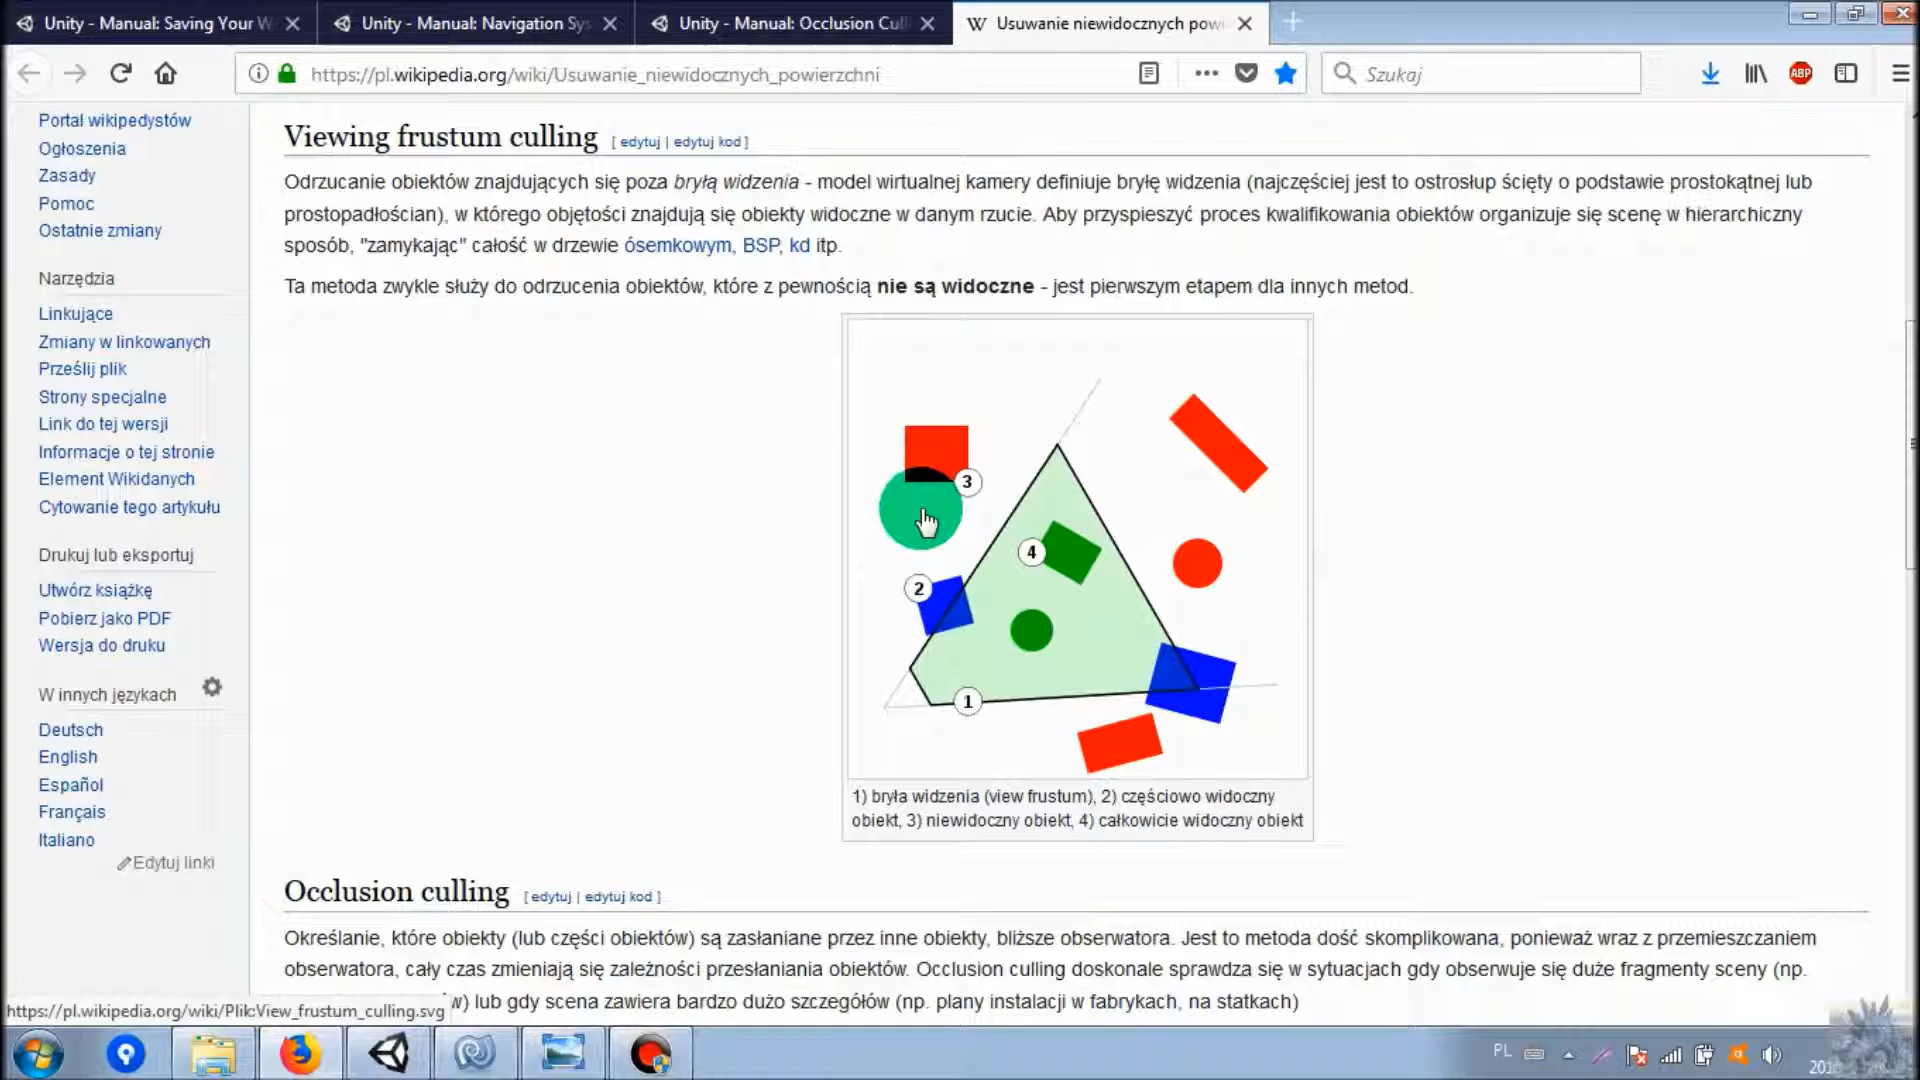 Unity - Manual: Saving Your W
Unity - Manual: Navigation Sys
Unity - Manual: Occlusion Cull
W Usuwanie niewidocznych pow
https://pl.wikipedia.org/wiki/Usuwanie_niewidocznych_powierzchni
Szukaj
ABP
Portal wikipedystów
Ogłoszenia
Zasady
Pomoc
Ostatnie zmiany
Narzędzia
Linkujące
Zmiany w linkowanych
Prześlij plik
Strony specjalne
Link do tej wersji
Informacje o tej stronie
Element Wikidanych
Cytowanie tego artykułu
Drukuj lub eksportuj
Utwórz książkę
Pobierz jako PDF
Wersja do druku
W innych językach
Deutsch
English
Español
Français
Italiano
Edytuj linki
Viewing frustum culling [ edytuj | edytuj kod ]
Odrzucanie obiektów znajdujących się poza bryłą widzenia - model wirtualnej kamery definiuje bryłę widzenia (najczęściej jest to ostrosłup ścięty o podstawie prostokątnej lub
prostopadłościan), w którego objętości znajdują się obiekty widoczne w danym rzucie. Aby przyspieszyć proces kwalifikowania obiektów organizuje się scenę w hierarchiczny
sposób, "zamykając" całość w drzewie ósemkowym, BSP, kd itp.
Ta metoda zwykle służy do odrzucenia obiektów, które z pewnością nie są widoczne - jest pierwszym etapem dla innych metod.
3
4
2
1
1) bryła widzenia (view frustum), 2) częściowo widoczny
obiekt, 3) niewidoczny obiekt, 4) całkowicie widoczny obiekt
Occlusion culling [ edytuj | edytuj kod ]
Określanie, które obiekty (lub części obiektów) są zasłaniane przez inne obiekty, bliższe obserwatora. Jest to metoda dość skomplikowana, ponieważ wraz z przemieszczaniem
obserwatora, cały czas zmieniają się zależności przesłaniania obiektów. Occlusion culling doskonale sprawdza się w sytuacjach gdy obserwuje się duże fragmenty sceny (np.
w) lub gdy scena zawiera bardzo dużo szczegółów (np. plany instalacji w fabrykach, na statkach)
https://pl.wikipedia.org/wiki/Plik:View_frustum_culling.svg
PL